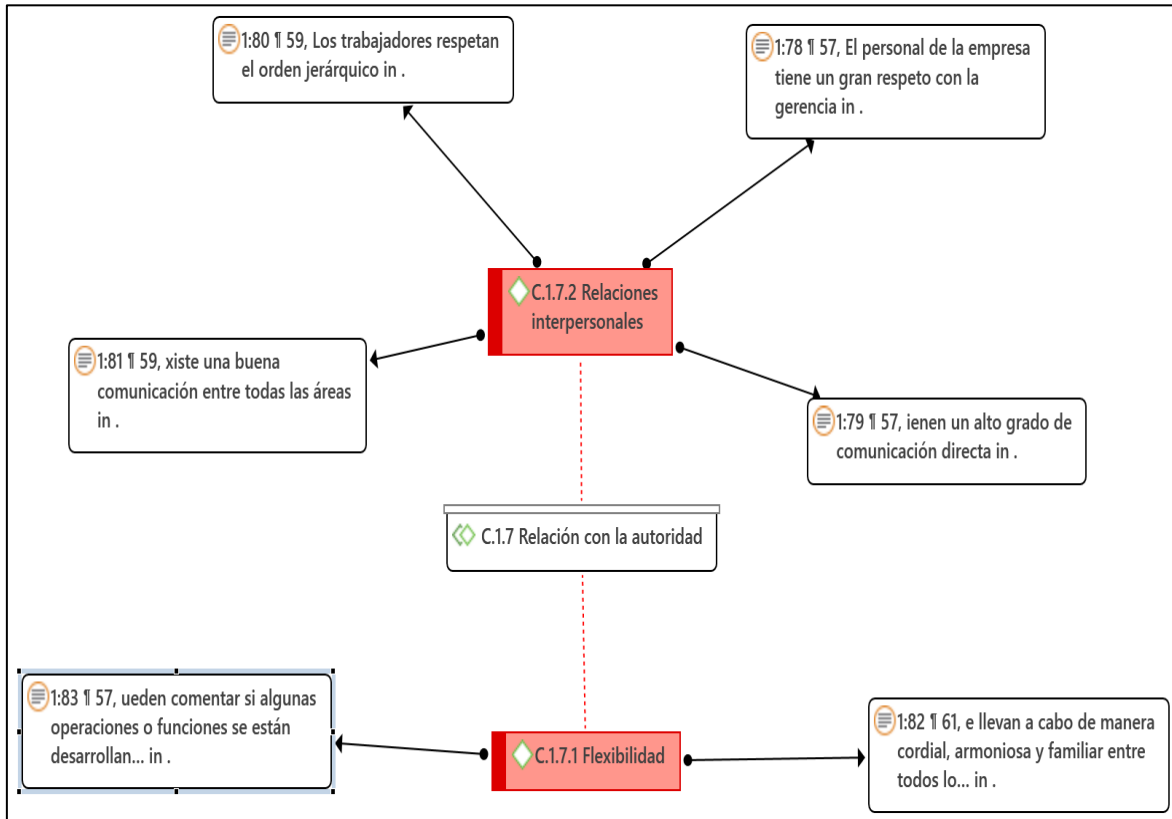 1:80 ¶ 59, Los trabajadores respetan
el orden jerárquico in .
1:78 ¶ 57, El personal de la empresa
tiene un gran respeto con la
gerencia in .
C.1.7.2 Relaciones
interpersonales
1:81 ¶ 59, xiste una buena
comunicación entre todas las áreas
in .
1:79 ¶ 57, ienen un alto grado de
comunicación directa in .
C.1.7 Relación con la autoridad
1:83 ¶ 57, ueden comentar si algunas
operaciones o funciones se están
desarrollan... in .
C.1.7.1 Flexibilidad
1:82 ¶ 61, e llevan a cabo de manera
cordial, armoniosa y familiar entre
todos lo... in .